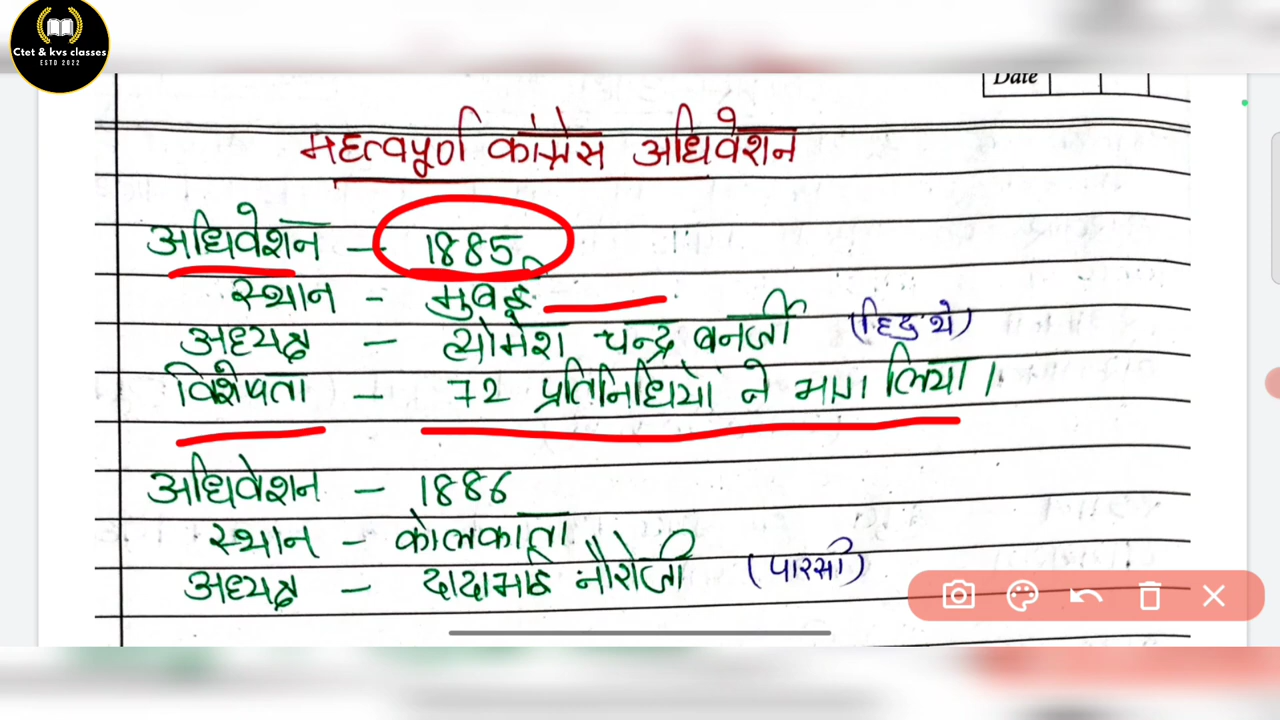 Ctet & kvs classes
ESTD 2022
Date
महत्वपूर्ण कांग्रेस अधिवेशन
अधिवेशन - 1885
स्थान - मुंबई
अध्यक्ष - व्योमेश चन्द्र बनर्जी (हिंदु थे)
विशेषता - 72 प्रतिनिधियों ने भाग लिया।
अधिवेशन - 1886
स्थान - कोलकाता
अध्यक्ष - दादाभाई नौरोजी (पारसी)